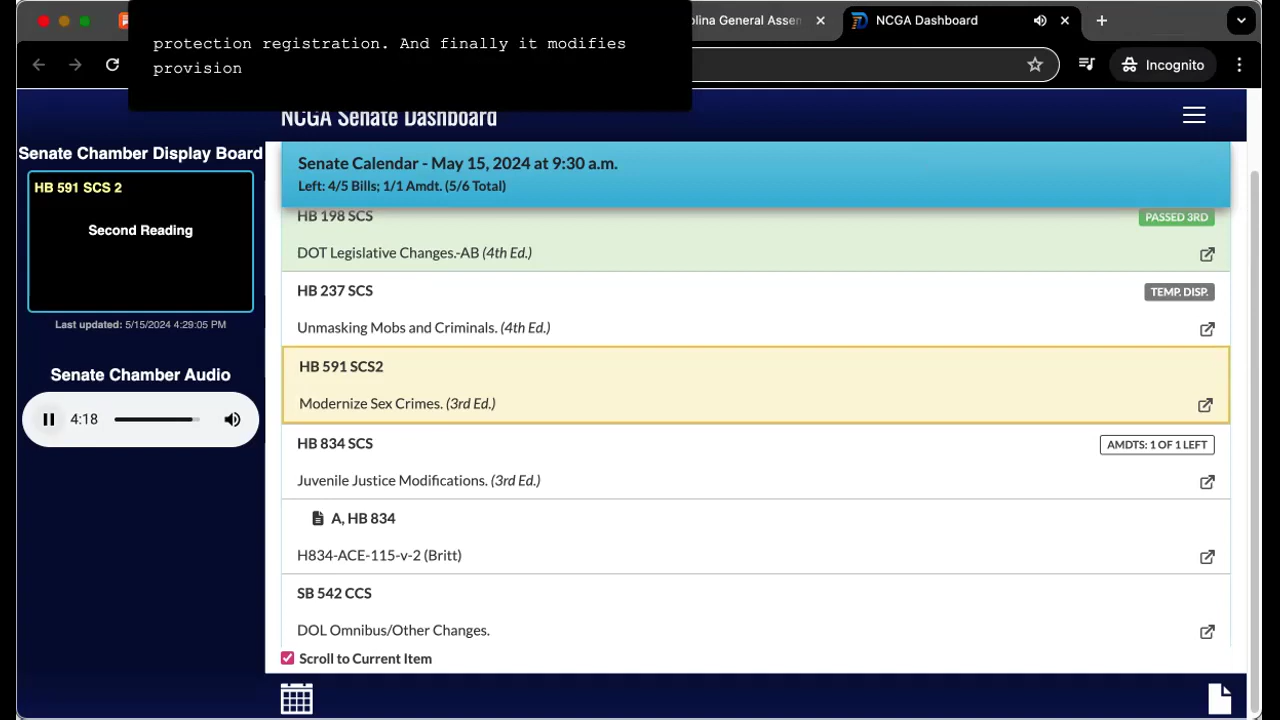 olina General Assem
NCGA Dashboard
protection registration. And finally it modifies
provision
Incognito
NCGA Senate Dashboard
Senate Chamber Display Board
HB 591 SCS 2
Second Reading
Last updated: 5/15/2024 4:29:05 PM
Senate Chamber Audio
4:18
Senate Calendar - May 15, 2024 at 9:30 a.m.
Left: 4/5 Bills; 1/1 Amdt. (5/6 Total)
HB 198 SCS
PASSED 3RD
DOT Legislative Changes.-AB (4th Ed.)
HB 237 SCS
TEMP. DISP.
Unmasking Mobs and Criminals. (4th Ed.)
HB 591 SCS2
Modernize Sex Crimes. (3rd Ed.)
HB 834 SCS
AMDTS: 1 OF 1 LEFT
Juvenile Justice Modifications. (3rd Ed.)
A, HB 834
H834-ACE-115-v-2 (Britt)
SB 542 CCS
DOL Omnibus/Other Changes.
Scroll to Current Item